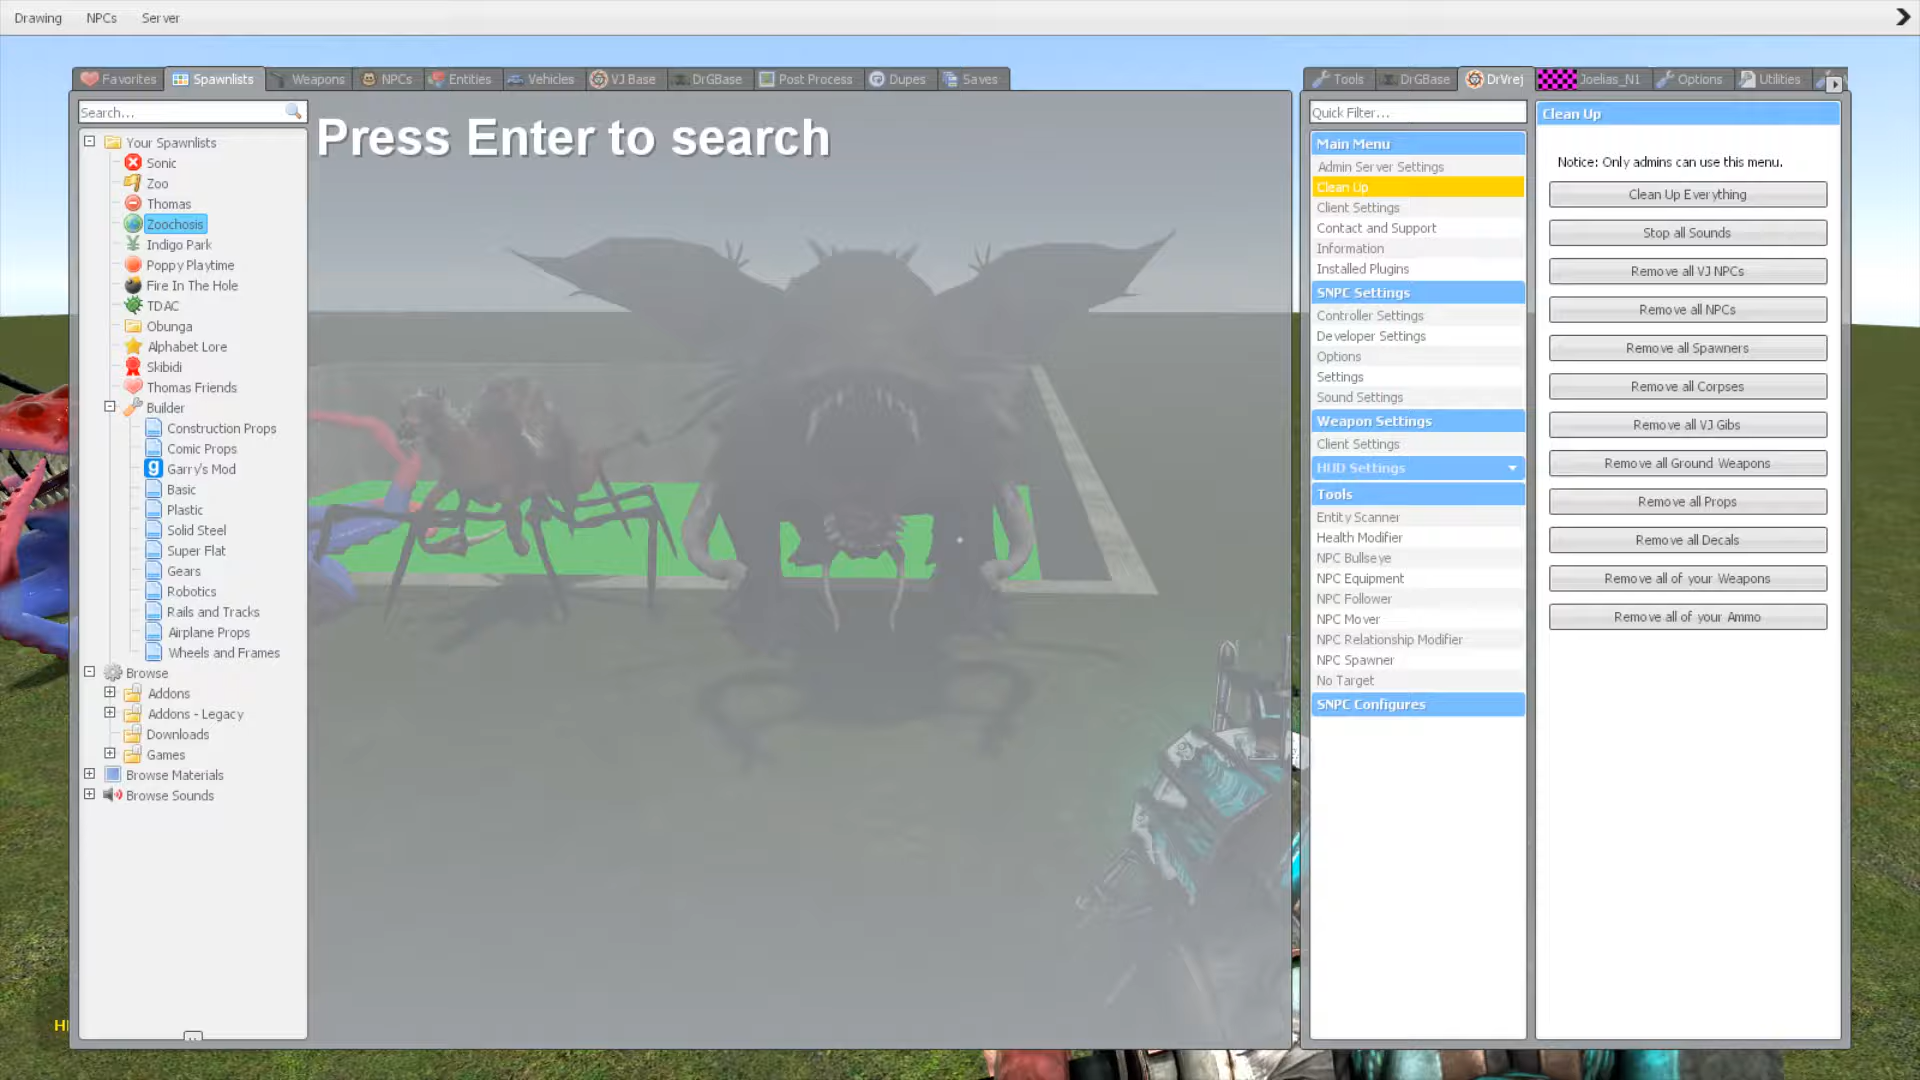 Drawing NPCs Server
Favorites Spawnlists Weapons NPCs Entities Vehicles VJ Base DrGBase Post Process Dupes Saves
Search...
Press Enter to search
Your Spawnlists
Sonic
Zoo
Thomas
Zoochosis
Indigo Park
Poppy Playtime
Fire In The Hole
TDAC
Obunga
Alphabet Lore
Skibidi
Thomas Friends
Builder
Construction Props
Comic Props
Garry's Mod
Basic
Plastic
Solid Steel
Super Flat
Gears
Robotics
Rails and Tracks
Airplane Props
Wheels and Frames
Browse
Addons
Addons - Legacy
Downloads
Games
Browse Materials
Browse Sounds
Tools DrGBase DrVrej Joelias_N1 Options Utilities
Quick Filter...
Main Menu
Admin Server Settings
Clean Up
Client Settings
Contact and Support
Information
Installed Plugins
SNPC Settings
Controller Settings
Developer Settings
Options
Settings
Sound Settings
Weapon Settings
Client Settings
HUD Settings
Tools
Entity Scanner
Health Modifier
NPC Bullseye
NPC Equipment
NPC Follower
NPC Mover
NPC Relationship Modifier
NPC Spawner
No Target
SNPC Configures
Clean Up
Notice: Only admins can use this menu.
Clean Up Everything
Stop all Sounds
Remove all VJ NPCs
Remove all NPCs
Remove all Spawners
Remove all Corpses
Remove all VJ Gibs
Remove all Ground Weapons
Remove all Props
Remove all Decals
Remove all of your Weapons
Remove all of your Ammo